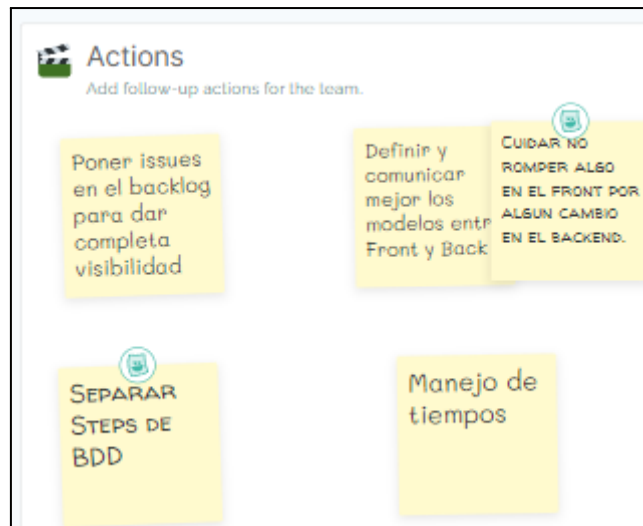 Actions
Add follow-up actions for the team.
Poner issues
en el backlog
para dar
completa
visibilidad
Definir y
comunicar
mejor los
modelos entr
Front y Back
CUIDAR NO
ROMPER ALGO
EN EL FRONT POR
ALGUN CAMBIO
EN EL BACKEND.
SEPARAR
STEPS DE
BDD
Manejo de
tiempos